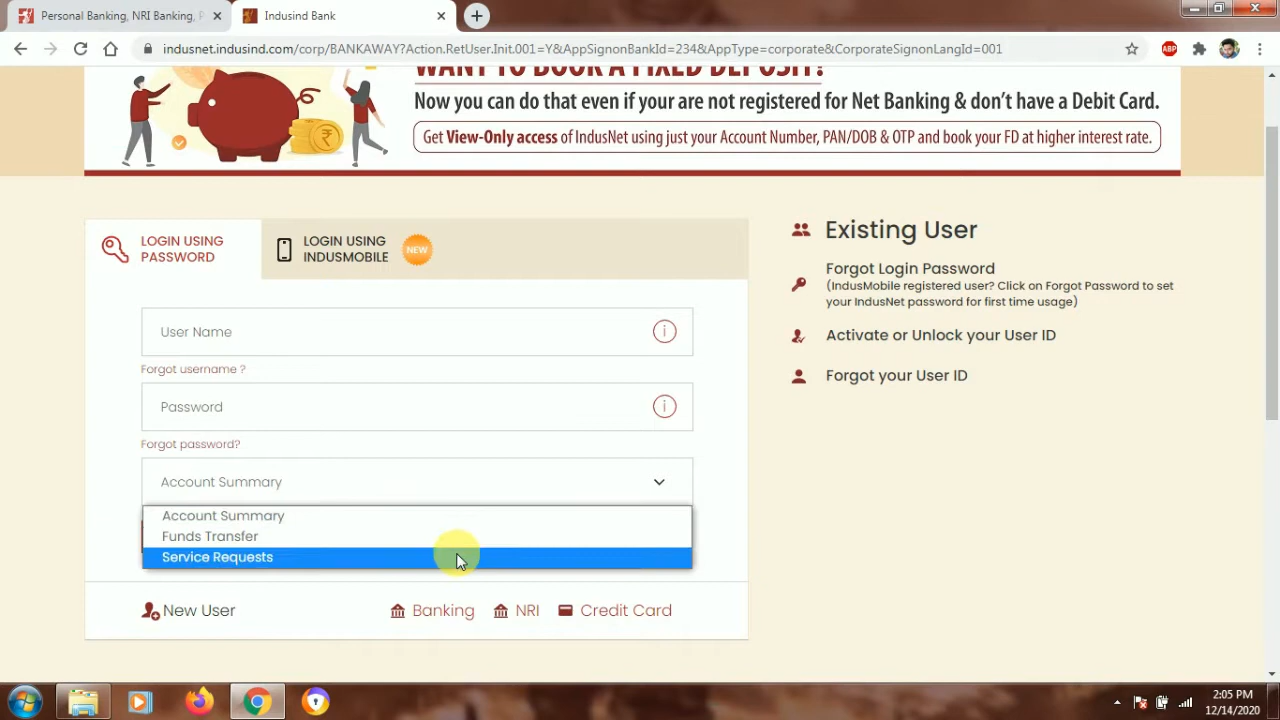 Personal Banking, NRI Banking, P
Indusind Bank
indusnet.indusind.com/corp/BANKAWAY?Action.RetUser.Init.001=Y&AppSignonBankId=234&AppType=corporate&CorporateSignonLangId=001
ABP
WANT TO BOOK A FIXED DEPOSIT?
Now you can do that even if your are not registered for Net Banking & don't have a Debit Card.
Get View-Only access of IndusNet using just your Account Number, PAN/DOB & OTP and book your FD at higher interest rate.
LOGIN USING
PASSWORD
LOGIN USING
INDUSMOBILE
NEW
User Name
Forgot username ?
Password
Forgot password?
Account Summary
Account Summary
Funds Transfer
Service Requests
New User
Banking
NRI
Credit Card
Existing User
Forgot Login Password
(IndusMobile registered user? Click on Forgot Password to set
your IndusNet password for first time usage)
Activate or Unlock your User ID
Forgot your User ID
2:05 PM
12/14/2020